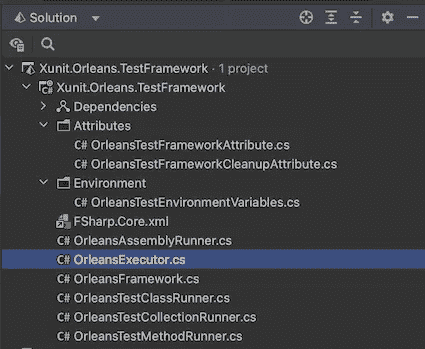 Solution
Xunit.Orleans.TestFramework · 1 project
Xunit.Orleans.TestFramework
Dependencies
Attributes
C# OrleansTestFrameworkAttribute.cs
C# OrleansTestFrameworkCleanupAttribute.cs
Environment
C# OrleansTestEnvironmentVariables.cs
FSharp.Core.xml
C# OrleansAssemblyRunner.cs
C# OrleansExecutor.cs
C# OrleansFramework.cs
C# OrleansTestClassRunner.cs
C# OrleansTestCollectionRunner.cs
C# OrleansTestMethodRunner.cs